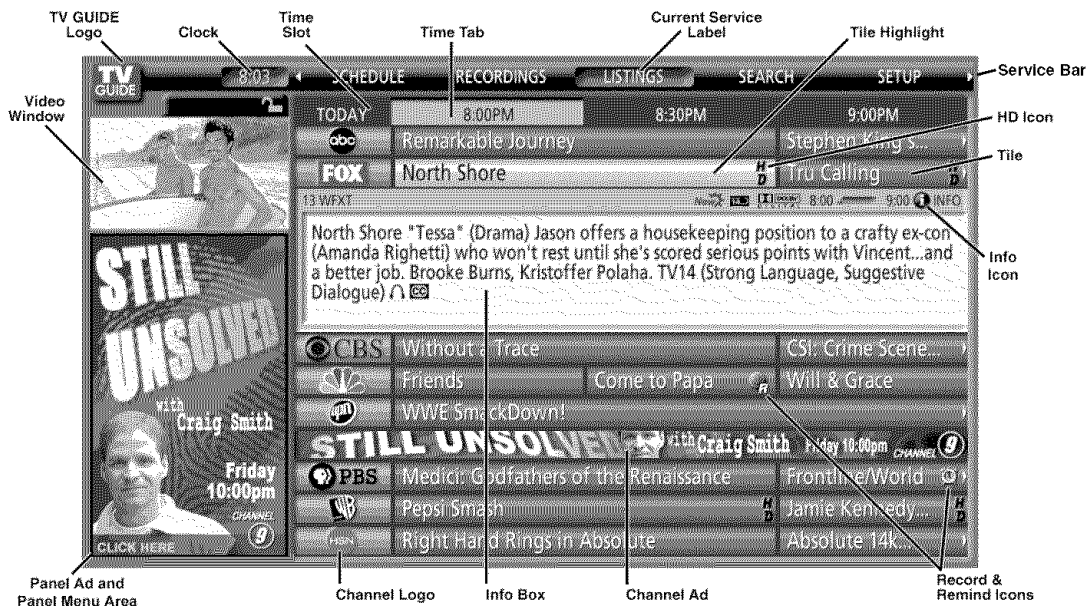 TV GUIDE
Logo
Clock
Time
Slot
Time Tab
Current Service
Label
Tile Highlight
Service Bar
Video
Window
HD Icon
Tile
Info
Icon
TV
GUIDE
8:03
SCHEDULE RECORDINGS LISTINGS SEARCH SETUP
TODAY 8:00PM 8:30PM 9:00PM
abc Remarkable Journey Stephen King's...
FOX North Shore HD Tru Calling HD
13 WFXT 8:00 9:00 i INFO
North Shore "Tessa" (Drama) Jason offers a housekeeping position to a crafty ex-con
(Amanda Righetti) who won't rest until she's scored serious points with Vincent...and
a better job. Brooke Burns, Kristoffer Polaha. TV14 (Strong Language, Suggestive
Dialogue) CC
CBS Without a Trace CSI: Crime Scene...
Friends Come to Papa R Will & Grace
upn WWE SmackDown!
STILL UNSOLVED with Craig Smith Friday 10:00pm CHANNEL 9
PBS Medici: Godfathers of the Renaissance Frontline/World
WB Pepsi Smash HD Jamie Kennedy... HD
HSN Right Hand Rings in Absolute Absolute 14k...
STILL
UNSOLVED
with
Craig Smith
Friday
10:00pm
CHANNEL
9
CLICK HERE
Panel Ad and
Panel Menu Area
Channel Logo
Info Box
Channel Ad
Record &
Remind Icons